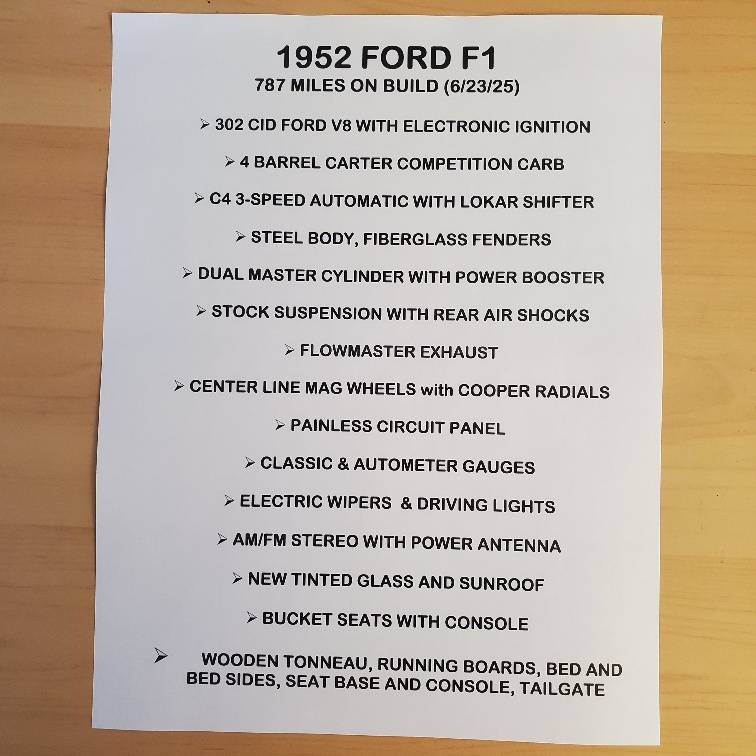 1952 FORD F1
787 MILES ON BUILD (6/23/25)
➢ 302 CID FORD V8 WITH ELECTRONIC IGNITION
➢ 4 BARREL CARTER COMPETITION CARB
➢ C4 3-SPEED AUTOMATIC WITH LOKAR SHIFTER
➢ STEEL BODY, FIBERGLASS FENDERS
➢ DUAL MASTER CYLINDER WITH POWER BOOSTER
➢ STOCK SUSPENSION WITH REAR AIR SHOCKS
➢ FLOWMASTER EXHAUST
➢ CENTER LINE MAG WHEELS with COOPER RADIALS
➢ PAINLESS CIRCUIT PANEL
➢ CLASSIC & AUTOMETER GAUGES
➢ ELECTRIC WIPERS & DRIVING LIGHTS
➢ AM/FM STEREO WITH POWER ANTENNA
➢ NEW TINTED GLASS AND SUNROOF
➢ BUCKET SEATS WITH CONSOLE
➢ WOODEN TONNEAU, RUNNING BOARDS, BED AND
BED SIDES, SEAT BASE AND CONSOLE, TAILGATE